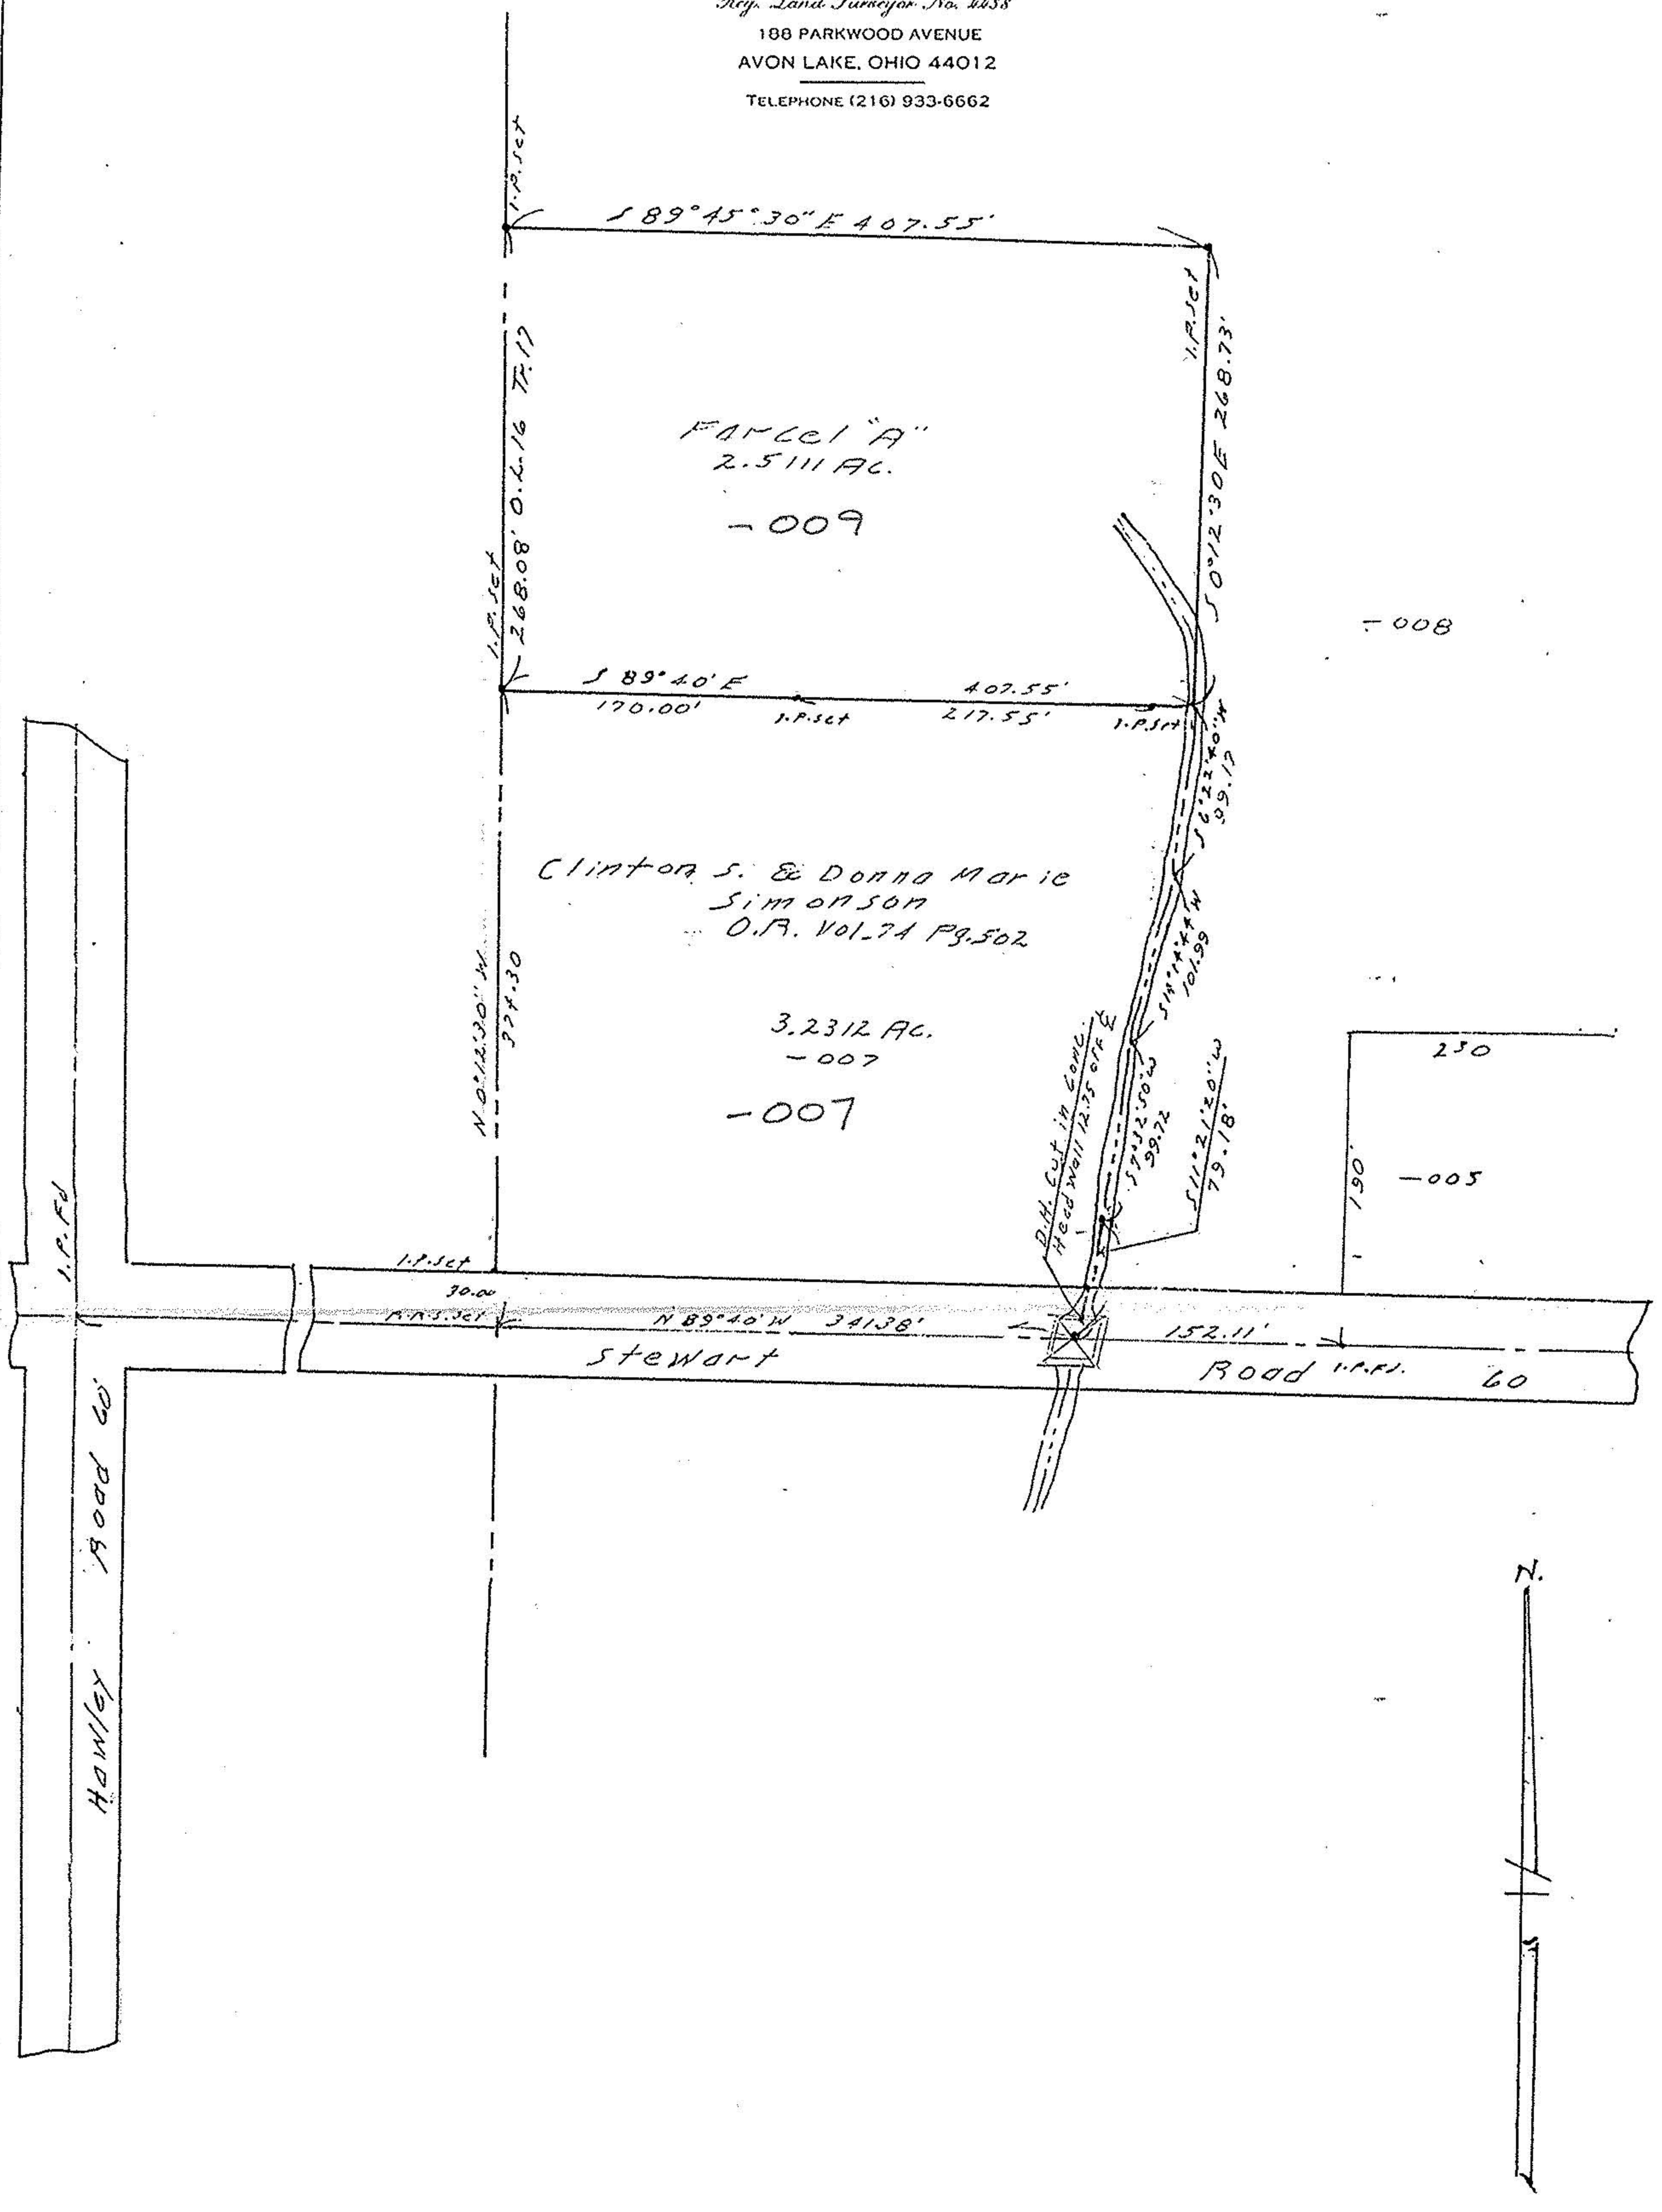 Reg. Land Surveyor No. 4438
188 PARKWOOD AVENUE
AVON LAKE, OHIO 44012
TELEPHONE (216) 933-6662
I.P. Set
S 89° 45' 30" E 407.55'
I.P. Set
S 0° 12' 30 E 268.73'
268.08' O.L. 16 Tr. 17
I.P. Set
Parcel "A"
2.5111 Ac.
-009
-008
S 89° 40' E
407.55'
170.00'
I.P. Set
217.55'
I.P. Set
S 6° 22' 40" W
99.17
Clinton S. & Donna Marie
Simonson
O.R. Vol. 74 Pg. 502
3.2312 Ac.
-007
-007
N 0° 12' 30" W
374.30
S 14° 14' 44" W
101.99
S 7° 32' 50" W
99.72
S 11° 21' 20" W
79.18'
D.H. Cut in Conc.
Head Wall 12.75 off
230
190'
-005
I.P. Fd
I.P. Set
30.00
R.R.S. Set
N 89° 40' W 341.38'
152.11'
Stewart
Road
I.P. Fd.
60
Hawley Road 60'
N.